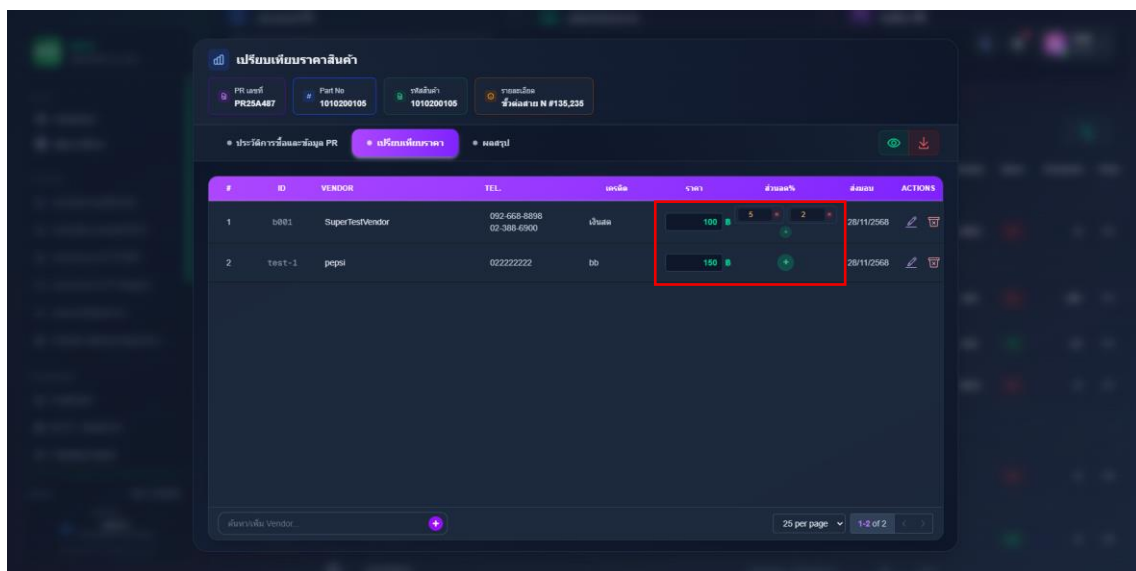 เปรียบเทียบราคาสินค้า
PR เลขที่
PR25A487
# Part No
1010200105
รหัสสินค้า
1010200105
รายละเอียด
ขั้วต่อสาย N #135,235
ประวัติการซื้อและข้อมูล PR
เปรียบเทียบราคา
ผลสรุป
# ID VENDOR TEL. เครดิต ราคา ส่วนลด% ส่งมอบ ACTIONS
1 b001 SuperTestVendor 092-668-8898 เงินสด 100 ฿ 5 × 2 × 28/11/2568
02-388-6900 +
2 test-1 pepsi 022222222 bb 150 ฿ + 28/11/2568
ค้นหาเพิ่ม Vendor... +
25 per page 1-2 of 2 < >